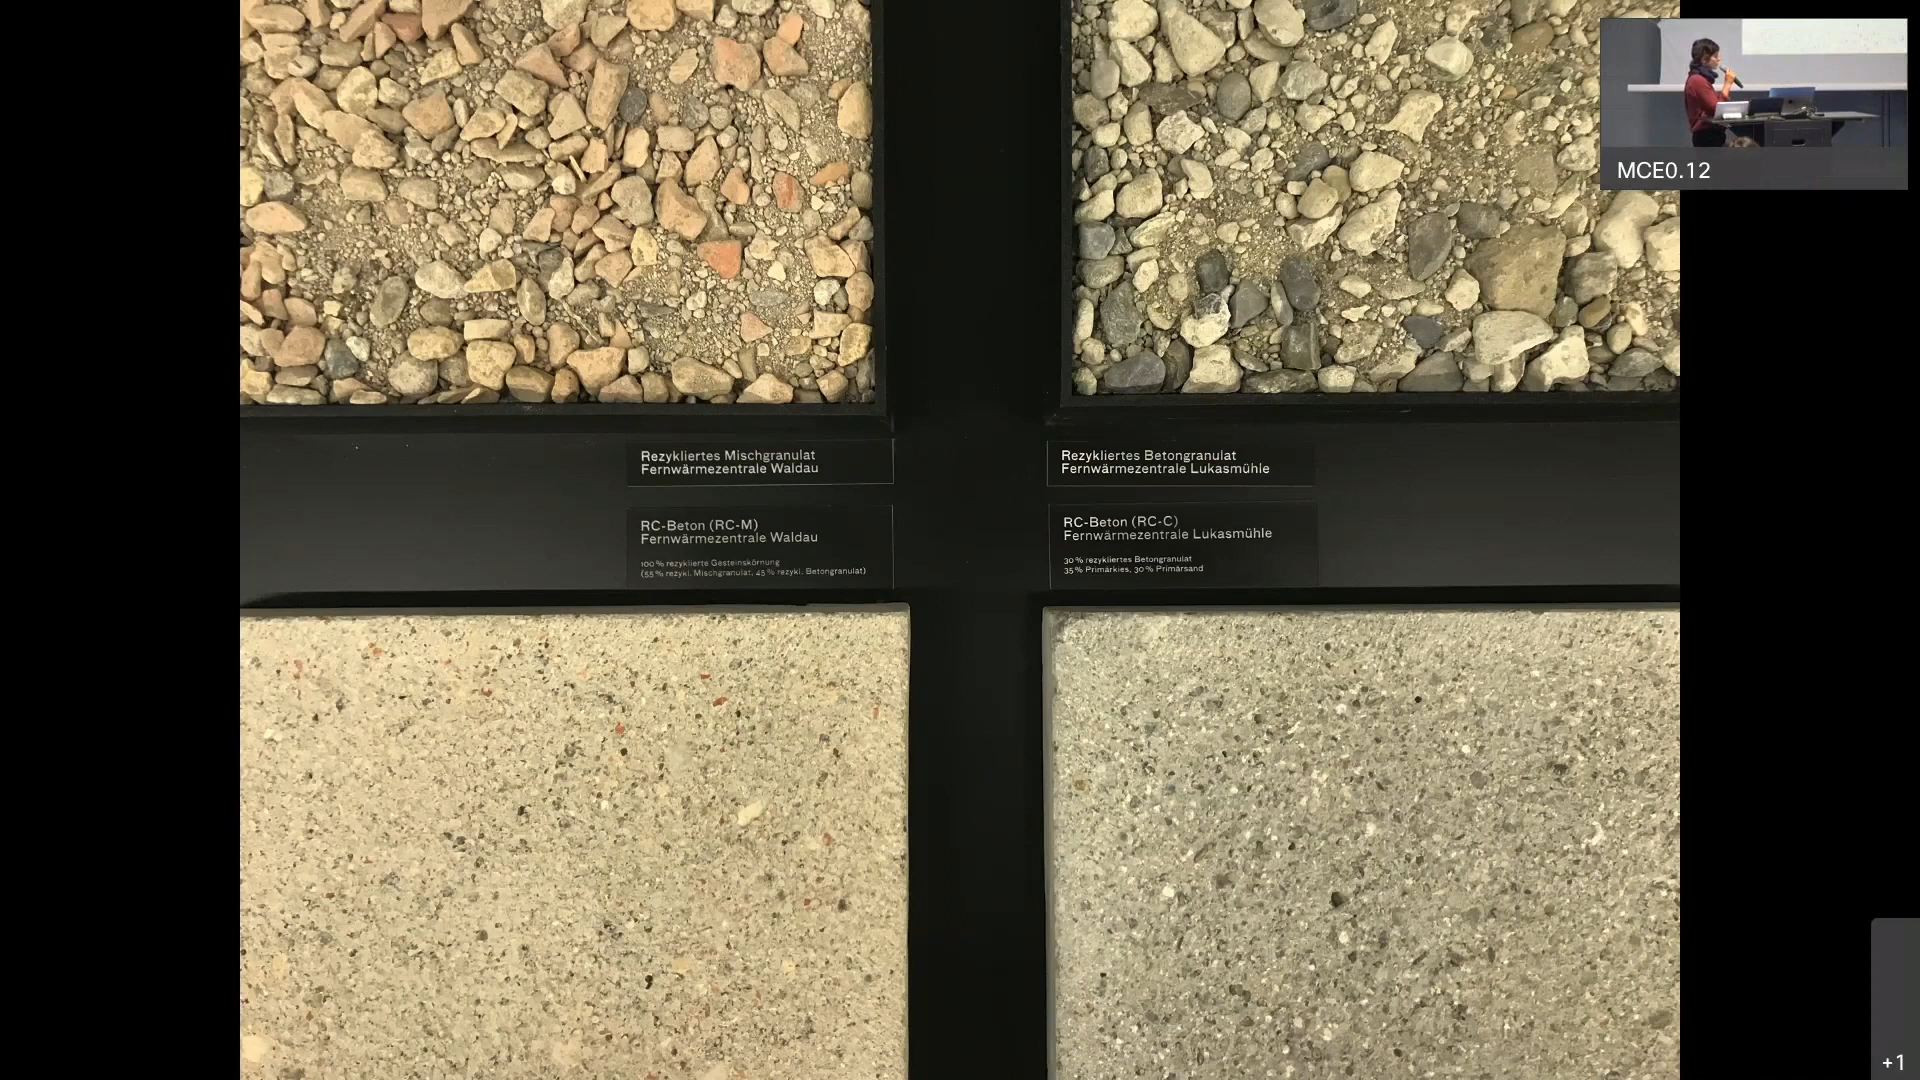 MCE0.12
Rezykliertes Mischgranulat
Fernwärmezentrale Waldau
Rezykliertes Betongranulat
Fernwärmezentrale Lukasmühle
RC-Beton (RC-M)
Fernwärmezentrale Waldau
100 % rezyklierte Gesteinskörnung
(55 % rezykl. Mischgranulat, 45 % rezykl. Betongranulat)
RC-Beton (RC-C)
Fernwärmezentrale Lukasmühle
30 % rezykliertes Betongranulat
35 % Primärkies, 30 % Primärsand
+1